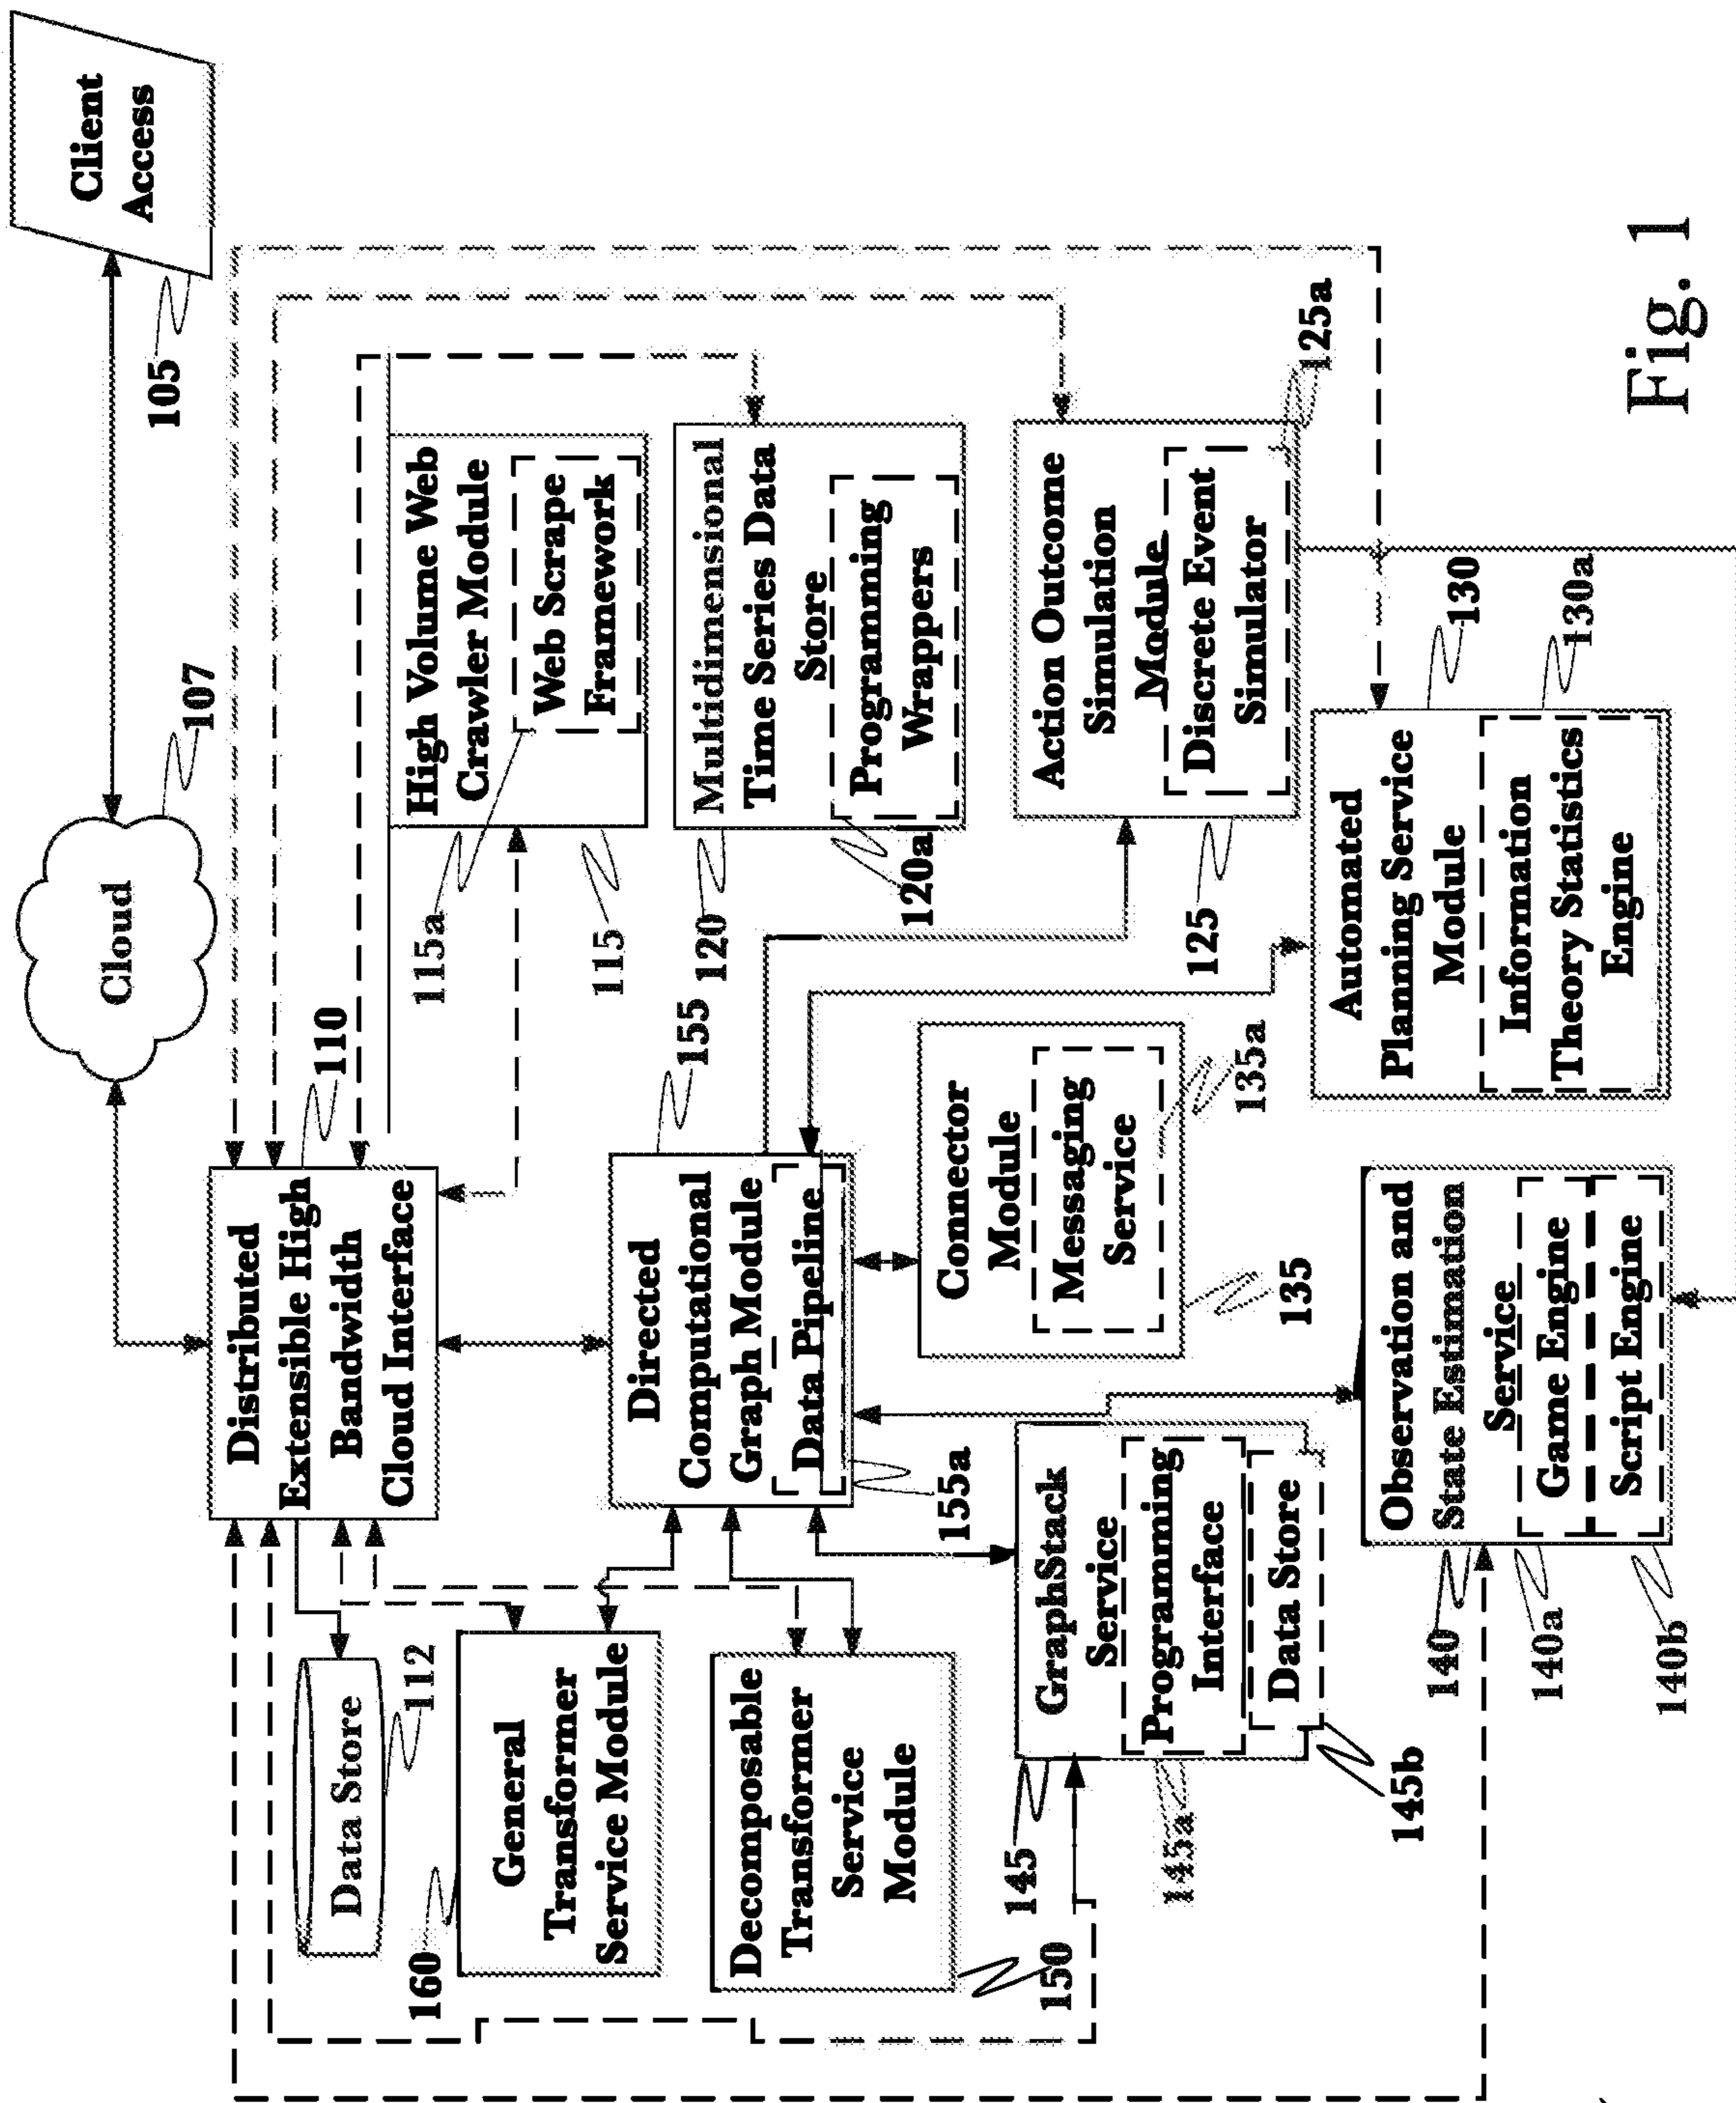 Client
Access
105
Cloud
107
Distributed
Extensible High
Bandwidth
Cloud Interface
110
Data Store
112
High Volume Web
Crawler Module
Web Scrape
Framework
115a
115
Multidimensional
Time Series Data
Store
Programming
Wrappers
120
120a
Action Outcome
Simulation
Module
Discrete Event
Simulator
125
125a
Automated
Planning Service
Module
Information
Theory Statistics
Engine
130
130a
Directed
Computational
Graph Module
Data Pipeline
155
155a
Connector
Module
Messaging
Service
135a
135
General
Transformer
Service Module
160
Decomposable
Transformer
Service
Module
150
GraphStack
Service
Programming
Interface
Data Store
145
145a
145b
Observation and
State Estimation
Service
Game Engine
Script Engine
140
140a
140b
Fig. 1